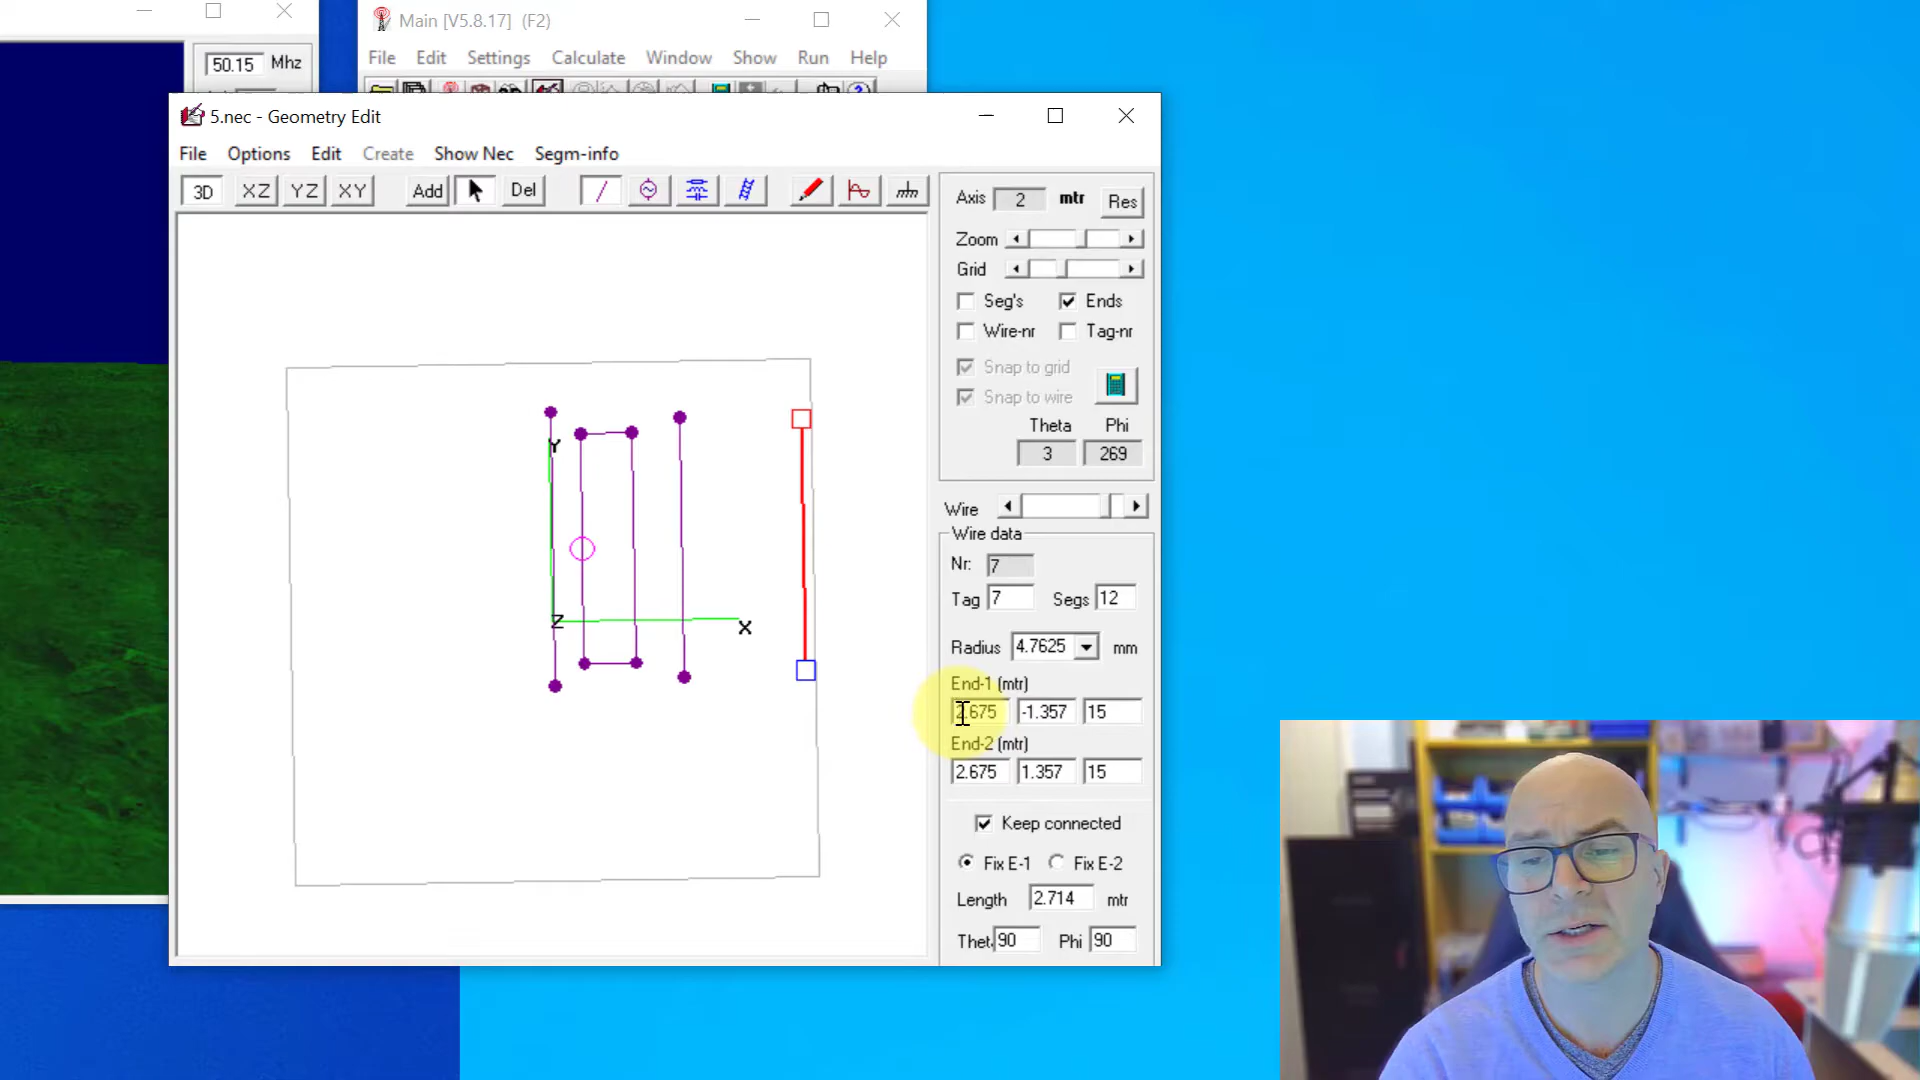 Main [V5.8.17] (F2)
50.15 Mhz
File Edit Settings Calculate Window Show Run Help
5.nec - Geometry Edit
File Options Edit Create Show Nec Segm-info
3D XZ YZ XY Add Del
Axis 2 mtr Res
Zoom
Grid
Seg's Ends
Wire-nr Tag-nr
Snap to grid
Snap to wire
Theta Phi
3 269
Y
Z
X
Wire
Wire data
Nr: 7
Tag 7 Segs 12
Radius 4.7625 mm
End-1 (mtr)
2.675 -1.357 15
End-2 (mtr)
2.675 1.357 15
Keep connected
Fix E-1 Fix E-2
Length 2.714 mtr
Thet. 90 Phi 90